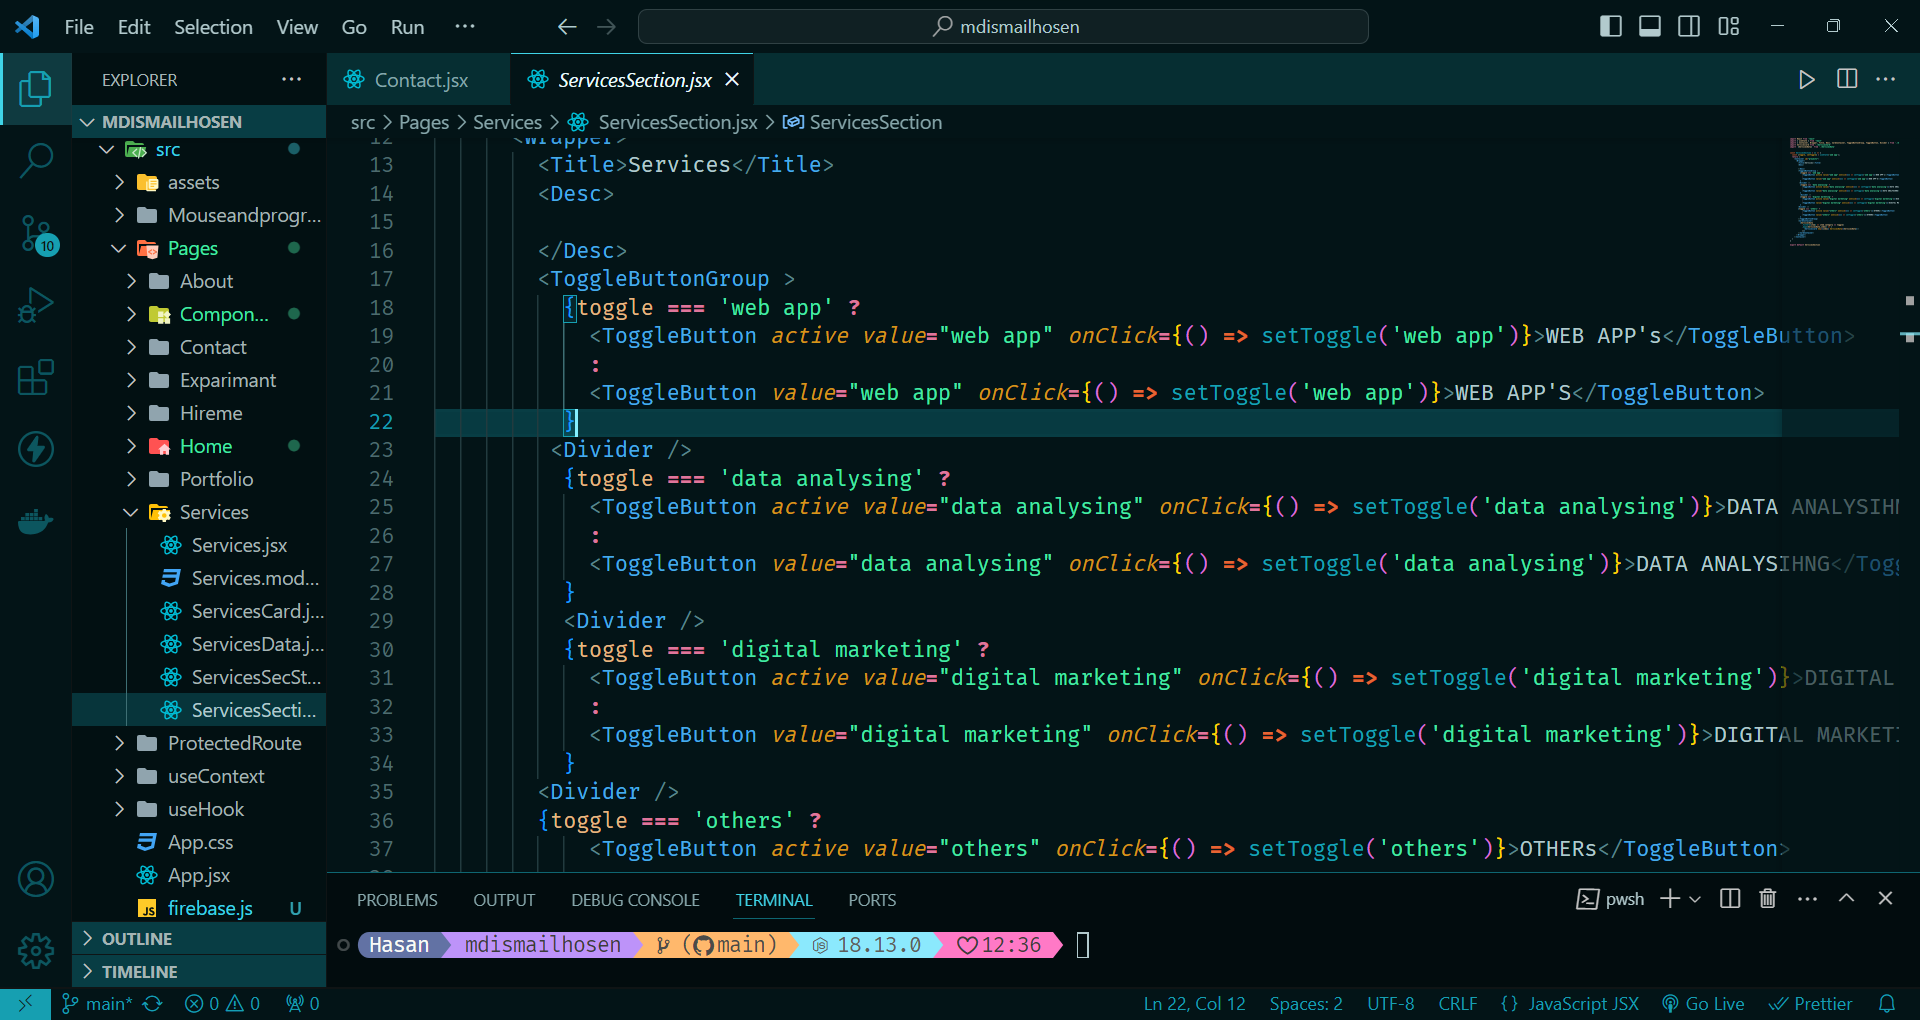 File Edit Selection View Go Run ···
mdismailhosen
EXPLORER ···
MDISMAILHOSEN
src
assets
Mouseandprogr...
Pages
About
Compon...
Contact
Exparimant
Hireme
Home
Portfolio
Services
Services.jsx
Services.mod...
ServicesCard.j...
ServicesData.j...
ServicesSecSt...
ServicesSecti...
ProtectedRoute
useContext
useHook
App.css
App.jsx
JS firebase.js U
OUTLINE
TIMELINE
10
Contact.jsx
ServicesSection.jsx
src > Pages > Services > ServicesSection.jsx > ServicesSection
12 <Wrapper>
13 <Title>Services</Title>
14 <Desc>
15
16 </Desc>
17 <ToggleButtonGroup >
18 {toggle === 'web app' ?
19 <ToggleButton active value="web app" onClick={() => setToggle('web app')}>WEB APP's</ToggleButton>
20 :
21 <ToggleButton value="web app" onClick={() => setToggle('web app')}>WEB APP'S</ToggleButton>
22 }
23 <Divider />
24 {toggle === 'data analysing' ?
25 <ToggleButton active value="data analysing" onClick={() => setToggle('data analysing')}>DATA ANALYSIH
26 :
27 <ToggleButton value="data analysing" onClick={() => setToggle('data analysing')}>DATA ANALYSIHNG</Togg
28 }
29 <Divider />
30 {toggle === 'digital marketing' ?
31 <ToggleButton active value="digital marketing" onClick={() => setToggle('digital marketing')}>DIGITAL
32 :
33 <ToggleButton value="digital marketing" onClick={() => setToggle('digital marketing')}>DIGITAL MARKETI
34 }
35 <Divider />
36 {toggle === 'others' ?
37 <ToggleButton active value="others" onClick={() => setToggle('others')}>OTHERs</ToggleButton>
PROBLEMS OUTPUT DEBUG CONSOLE TERMINAL PORTS
pwsh
Hasan mdismailhosen (main) 18.13.0 12:36
main* 0 0 0
Ln 22, Col 12 Spaces: 2 UTF-8 CRLF {} JavaScript JSX Go Live Prettier